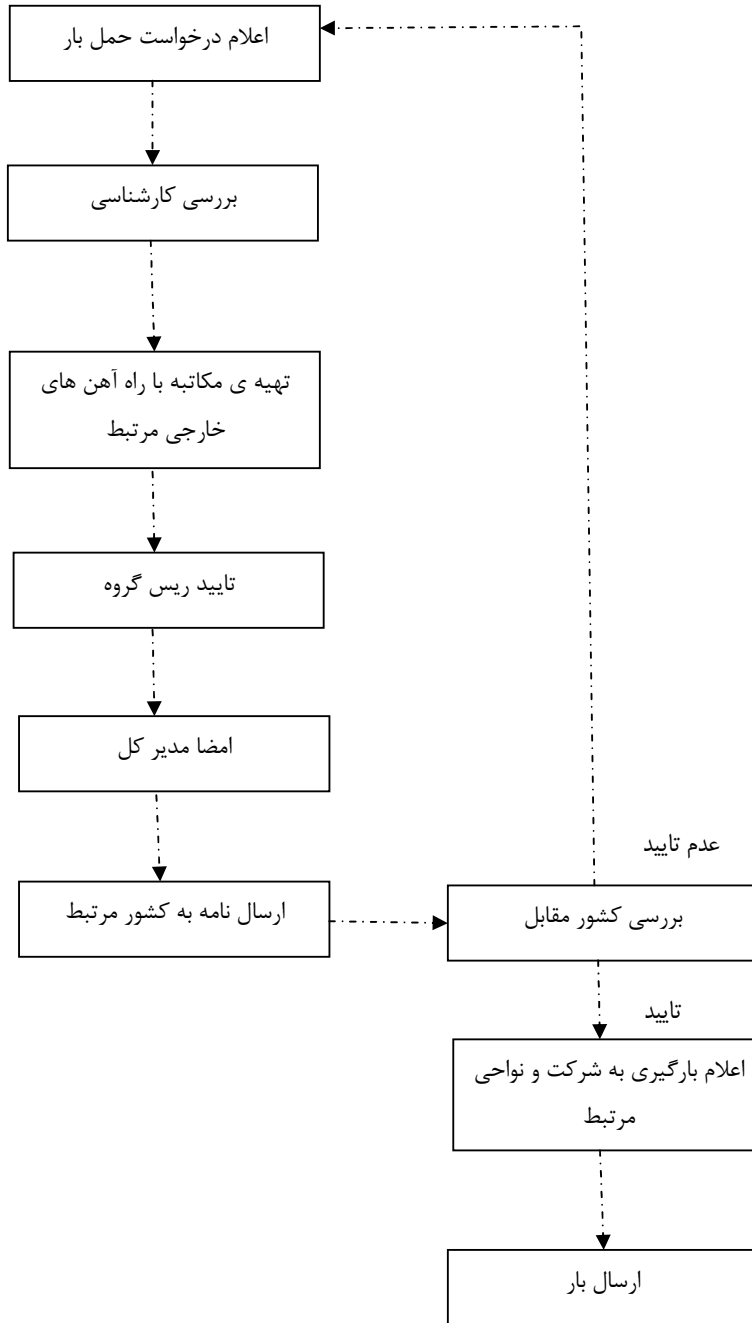 اعلام درخواست حمل بار
بررسی کارشناسی
تهیه ی مکاتبه با راه آهن های
خارجی مرتبط
تایید ریس گروه
امضا مدیر کل
ارسال نامه به کشور مرتبط
عدم تایید
بررسی کشور مقابل
تایید
اعلام بارگیری به شرکت و نواحی
مرتبط
ارسال بار